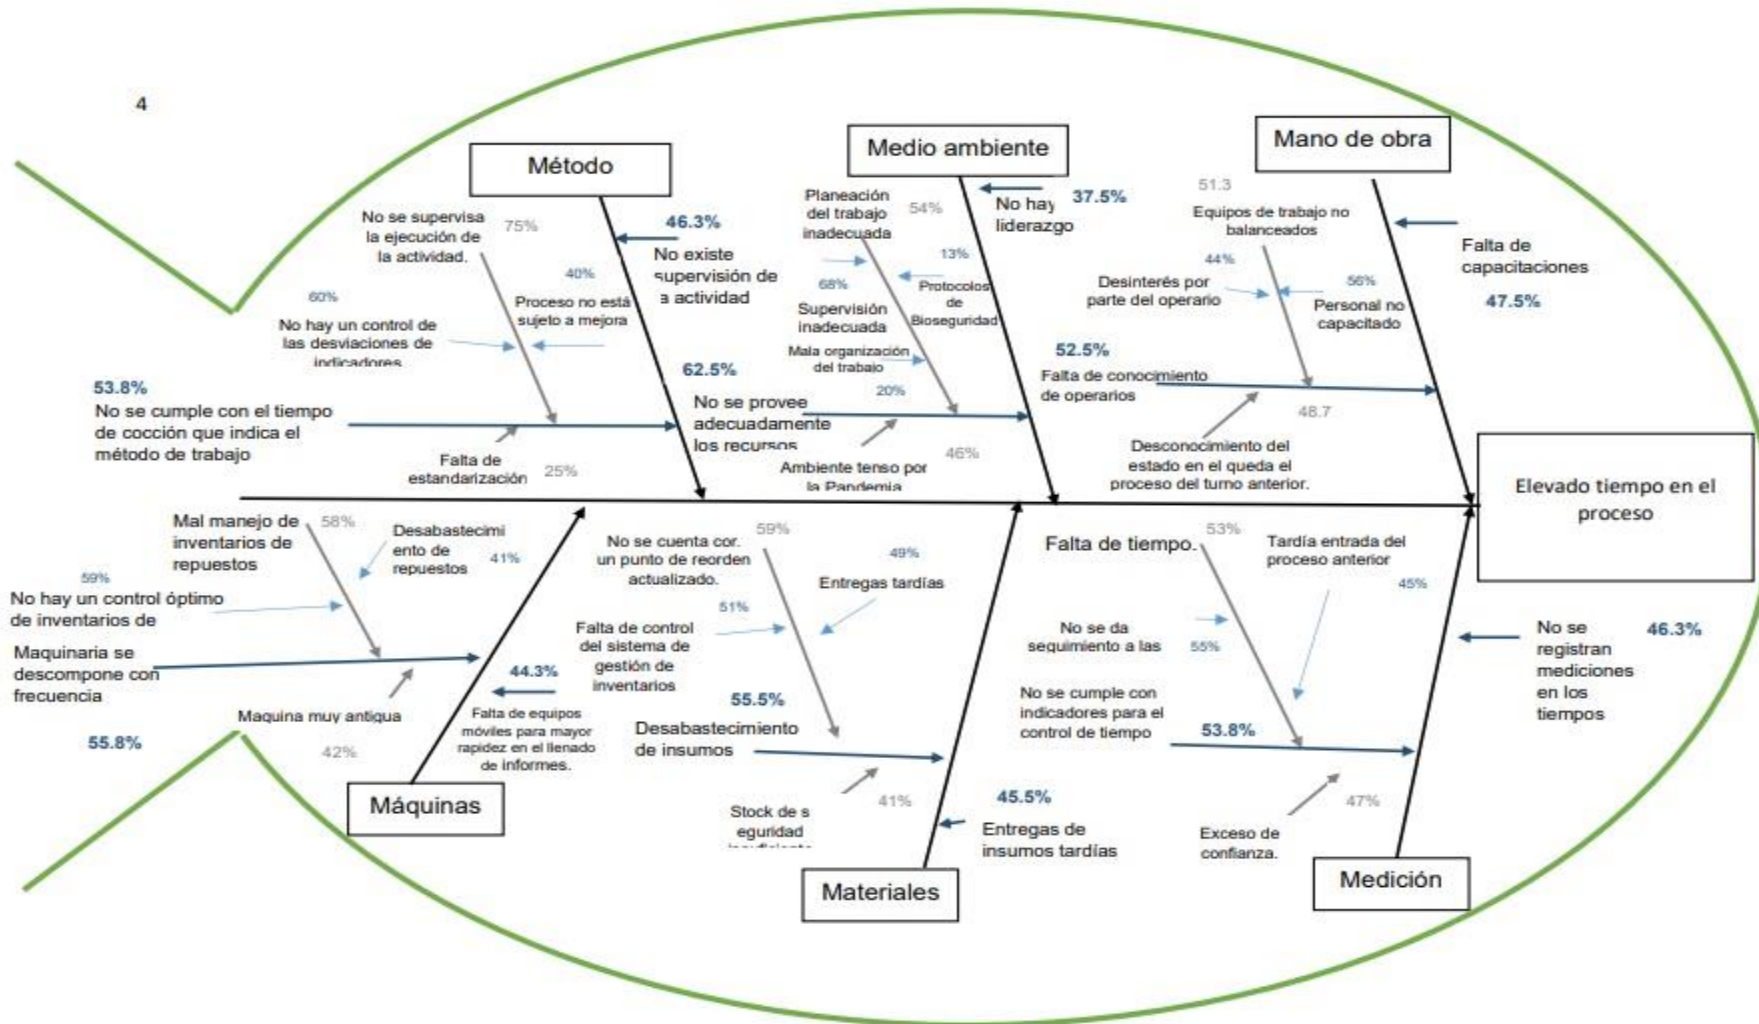 4
Método
No se supervisa
la ejecución de
la actividad.
75%
46.3%
No existe
supervisión de
a actividad
40%
Proceso no está
sujeto a mejora
60%
No hay un control de
las desviaciones de
indicadores
53.8%
No se cumple con el tiempo
de cocción que indica el
método de trabajo
Falta de
estandarización
25%
Medio ambiente
Planeación
del trabajo
inadecuada
54%
No hay
liderazgo
37.5%
13%
Protocolos
de
Bioseguridad
68%
Supervisión
inadecuada
Mala organización
del trabajo
20%
62.5%
No se provee
adecuadamente
los recursos
46%
Ambiente tenso por
la Pandemia
Mano de obra
51.3
Equipos de trabajo no
balanceados
Falta de
capacitaciones
47.5%
44%
Desinterés por
parte del operario
56%
Personal no
capacitado
52.5%
Falta de conocimiento
de operarios
48.7
Desconocimiento del
estado en el queda el
proceso del turno anterior.
Elevado tiempo en el
proceso
Mal manejo de
inventarios de
repuestos
58%
Desabastecimi
ento de
repuestos
41%
59%
No hay un control óptimo
de inventarios de
Maquinaria se
descompone con
frecuencia
55.8%
Maquina muy antigua
42%
44.3%
Falta de equipos
móviles para mayor
rapidez en el llenado
de informes.
Máquinas
No se cuenta cor.
un punto de reorden
actualizado.
59%
49%
Entregas tardías
51%
Falta de control
del sistema de
gestión de
inventarios
55.5%
Desabastecimiento
de insumos
Stock de s
eguridad
41%
45.5%
Entregas de
insumos tardías
Materiales
Falta de tiempo.
53%
Tardía entrada del
proceso anterior
45%
No se da
seguimiento a las
55%
No se cumple con
indicadores para el
control de tiempo
53.8%
No se
registran
mediciones
en los
tiempos
46.3%
Exceso de
confianza.
47%
Medición